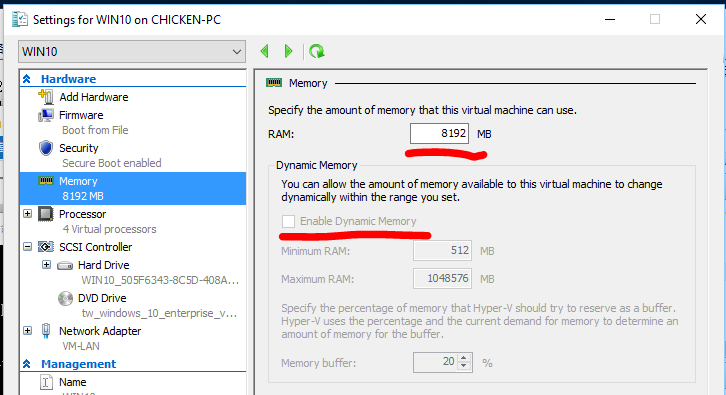 Settings for WIN10 on CHICKEN-PC
WIN10
Hardware
Add Hardware
Firmware
Boot from File
Security
Secure Boot enabled
Memory
8192 MB
Processor
4 Virtual processors
SCSI Controller
Hard Drive
WIN10_505F6343-8C5D-408A...
DVD Drive
tw_windows_10_enterprise_v...
Network Adapter
VM-LAN
Management
Name
WIN10
Memory
Specify the amount of memory that this virtual machine can use.
RAM: 8192 MB
Dynamic Memory
You can allow the amount of memory available to this virtual machine to change
dynamically within the range you set.
Enable Dynamic Memory
Minimum RAM: 512 MB
Maximum RAM: 1048576 MB
Specify the percentage of memory that Hyper-V should try to reserve as a buffer.
Hyper-V uses the percentage and the current demand for memory to determine an
amount of memory for the buffer.
Memory buffer: 20 %